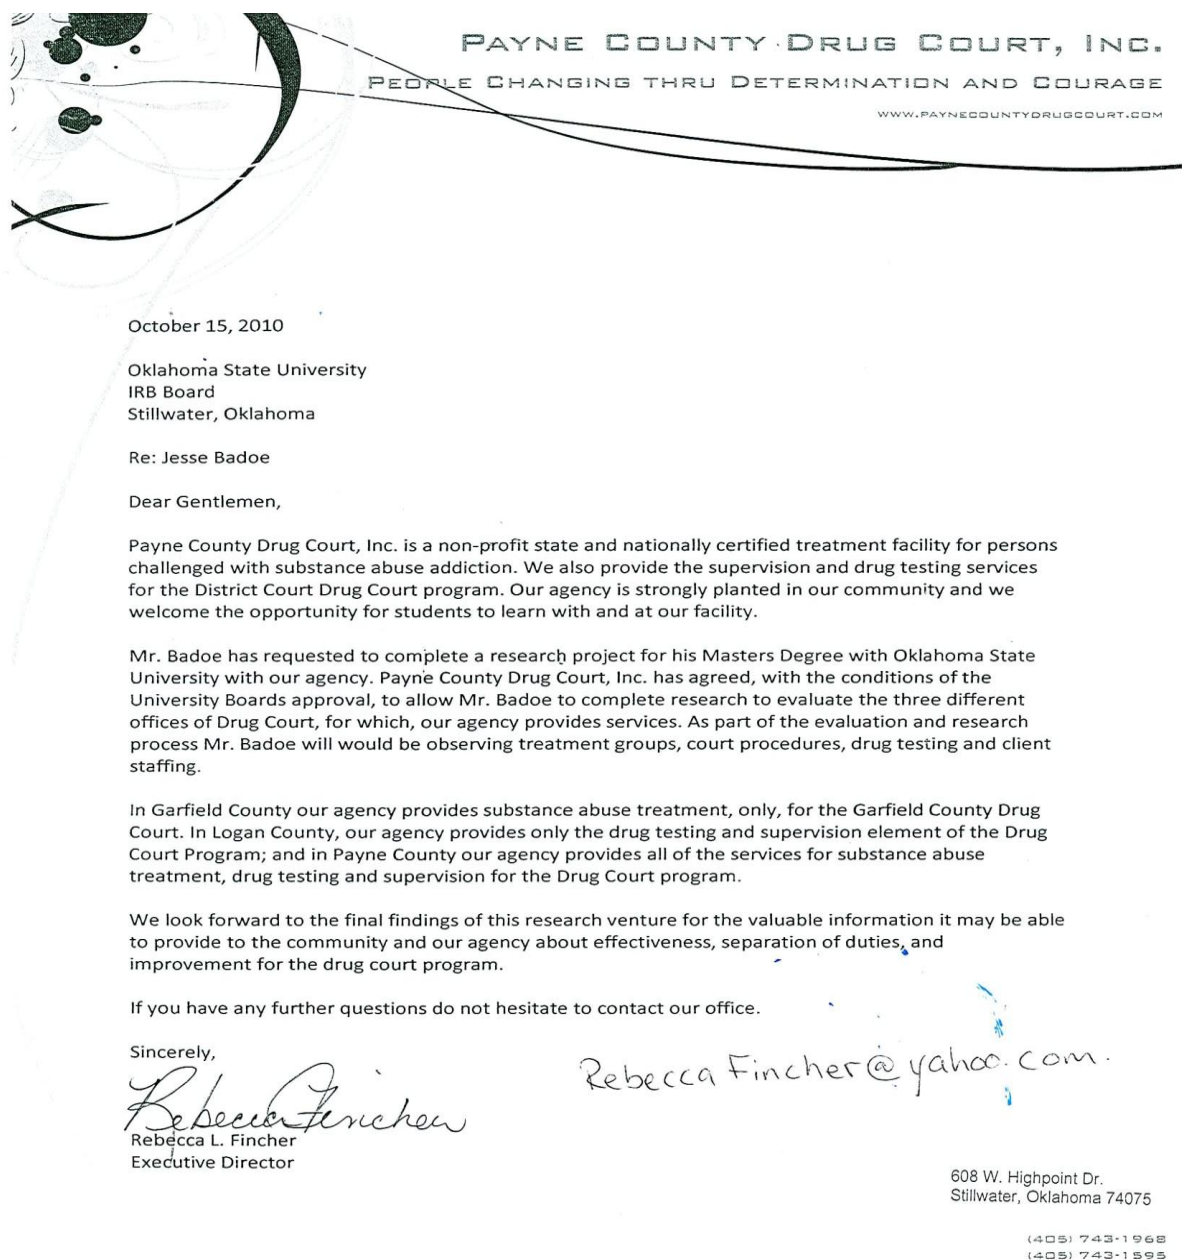 PAYNE COUNTY DRUG COURT, INC.
PEOPLE CHANGING THRU DETERMINATION AND COURAGE
WWW.PAYNECOUNTYDRUGCOURT.COM
October 15, 2010
Oklahoma State University
IRB Board
Stillwater, Oklahoma
Re: Jesse Badoe
Dear Gentlemen,
Payne County Drug Court, Inc. is a non-profit state and nationally certified treatment facility for persons
challenged with substance abuse addiction. We also provide the supervision and drug testing services
for the District Court Drug Court program. Our agency is strongly planted in our community and we
welcome the opportunity for students to learn with and at our facility.
Mr. Badoe has requested to complete a research project for his Masters Degree with Oklahoma State
University with our agency. Payne County Drug Court, Inc. has agreed, with the conditions of the
University Boards approval, to allow Mr. Badoe to complete research to evaluate the three different
offices of Drug Court, for which, our agency provides services. As part of the evaluation and research
process Mr. Badoe will would be observing treatment groups, court procedures, drug testing and client
staffing.
In Garfield County our agency provides substance abuse treatment, only, for the Garfield County Drug
Court. In Logan County, our agency provides only the drug testing and supervision element of the Drug
Court Program; and in Payne County our agency provides all of the services for substance abuse
treatment, drug testing and supervision for the Drug Court program.
We look forward to the final findings of this research venture for the valuable information it may be able
to provide to the community and our agency about effectiveness, separation of duties, and
improvement for the drug court program.
If you have any further questions do not hesitate to contact our office.
Sincerely,
Rebecca Fincher@yahoo.com.
Rebecca Fincher
Rebecca L. Fincher
Executive Director
608 W. Highpoint Dr.
Stillwater, Oklahoma 74075
(405) 743-1968
(405) 743-1595